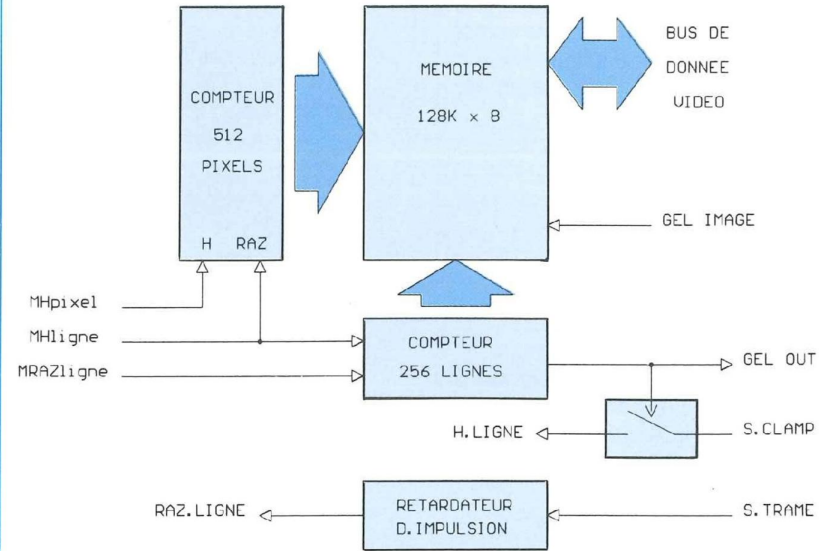 COMPTEUR
512
PIXELS
H RAZ
MEMOIRE
128K x 8
BUS DE
DONNEE
VIDEO
GEL IMAGE
MHpixel
MHligne
MRAZligne
COMPTEUR
256 LIGNES
GEL OUT
H.LIGNE
S.CLAMP
RAZ.LIGNE
RETARDATEUR
D.IMPULSION
S.TRAME